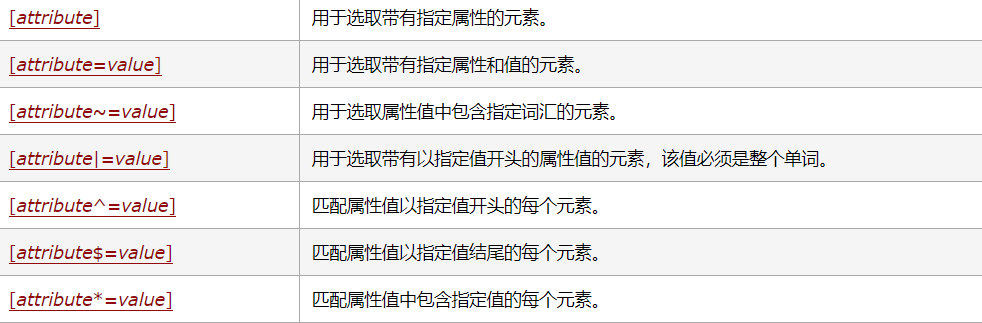 [attribute] 用于选取带有指定属性的元素。
[attribute=value] 用于选取带有指定属性和值的元素。
[attribute~=value] 用于选取属性值中包含指定词汇的元素。
[attribute|=value] 用于选取带有以指定值开头的属性值的元素，该值必须是整个单词。
[attribute^=value] 匹配属性值以指定值开头的每个元素。
[attribute$=value] 匹配属性值以指定值结尾的每个元素。
[attribute*=value] 匹配属性值中包含指定值的每个元素。